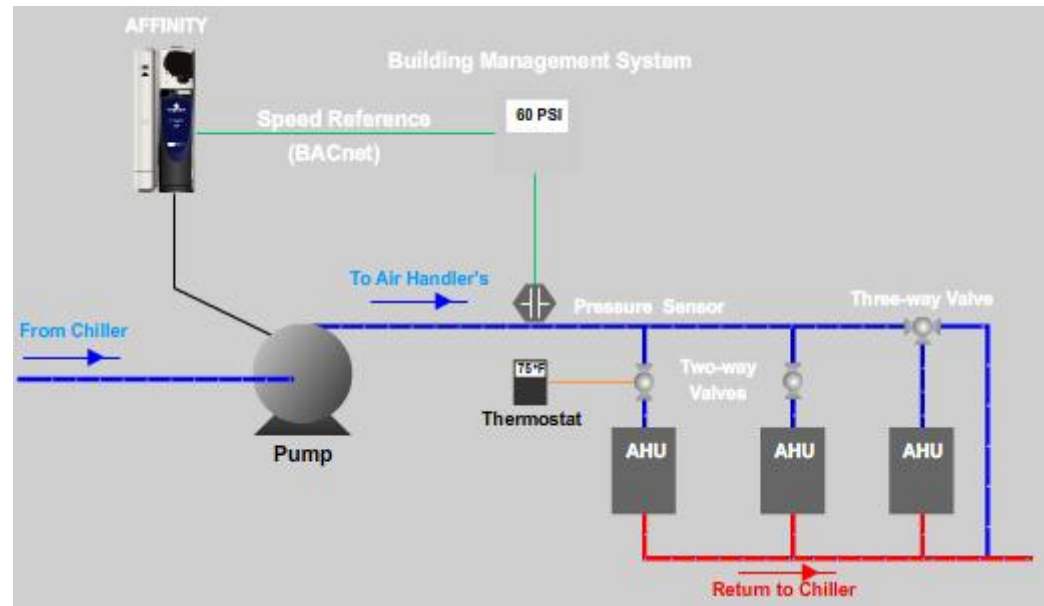 AFFINITY
Building Management System
60 PSI
Speed Reference
(BACnet)
To Air Handler's
Pressure Sensor
Three-way Valve
From Chiller
75°F
Two-way
Valves
Thermostat
Pump
AHU
AHU
AHU
Return to Chiller